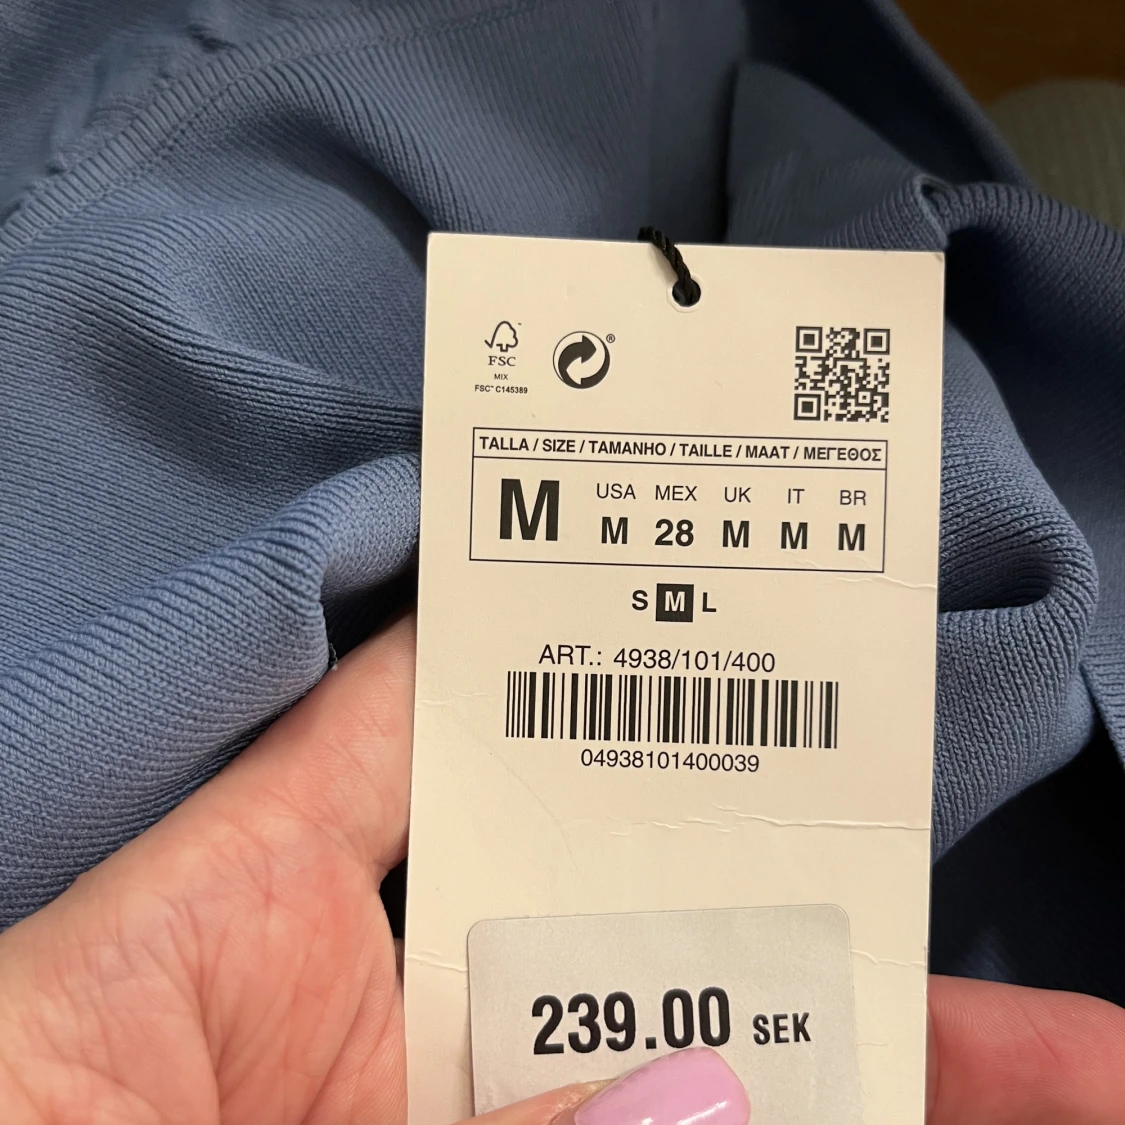 FSC
MIX
FSC™ C145389
®
TALLA / SIZE / TAMANHO / TAILLE / MAAT / ΜΕΓΕΘΟΣ
M
USA MEX UK IT BR
M 28 M M M
S M L
ART.: 4938/101/400
04938101400039
239.00 SEK